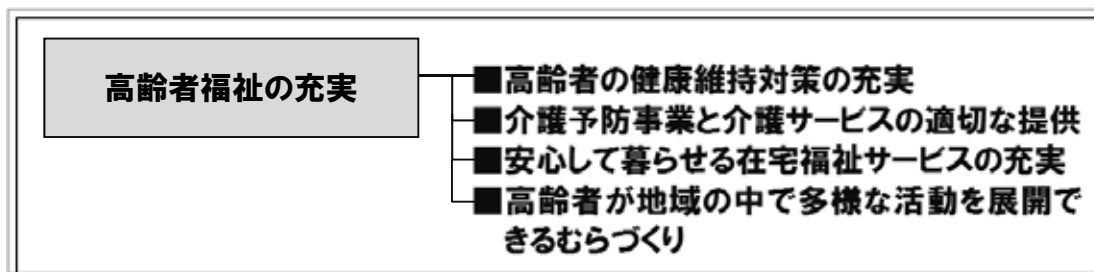 高齢者福祉の充実
■高齢者の健康維持対策の充実
■介護予防事業と介護サービスの適切な提供
■安心して暮らせる在宅福祉サービスの充実
■高齢者が地域の中で多様な活動を展開で
きるむらづくり